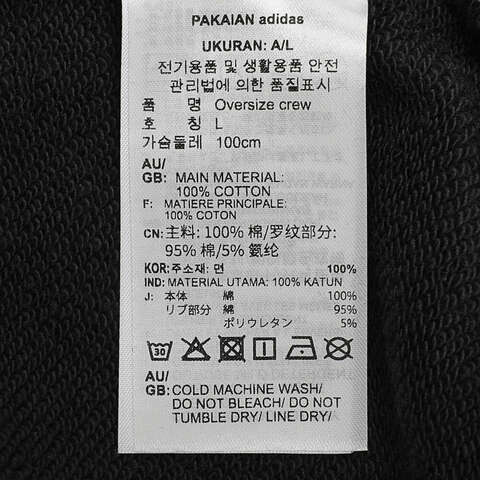 PAKAIAN adidas
UKURAN: A/L
전기용품 및 생활용품 안전
관리법에 의한 품질표시
품 명 Oversize crew
호 칭 L
가슴둘레 100cm
AU/
GB: MAIN MATERIAL:
100% COTTON
F: MATIERE PRINCIPALE:
100% COTON
CN: 主料: 100% 棉/罗纹部分:
95% 棉/5% 氨纶
KOR: 주소재: 면 100%
IND: MATERIAL UTAMA: 100% KATUN
J: 本体 綿 100%
リブ部分 綿 95%
ポリウレタン 5%
30
AU/
GB: COLD MACHINE WASH/
DO NOT BLEACH/ DO NOT
TUMBLE DRY/ LINE DRY/